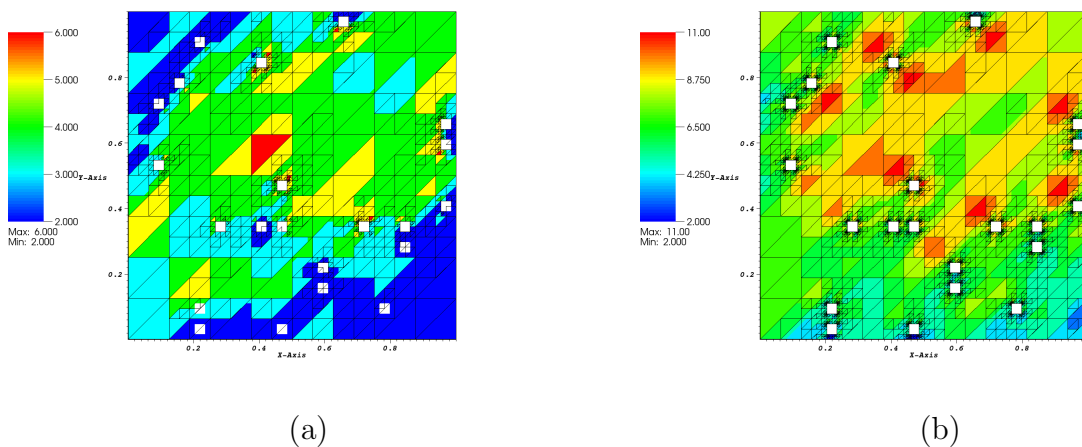 6.000
5.000
4.000
3.000
2.000
Max: 6.000
Min: 2.000
0.8
0.6
Y-Axis
0.4
0.2
0.2 0.4 0.6 0.8
X-Axis
(a)
11.00
8.750
6.500
4.250
2.000
Max: 11.00
Min: 2.000
0.8
0.6
Y-Axis
0.4
0.2
0.2 0.4 0.6 0.8
X-Axis
(b)